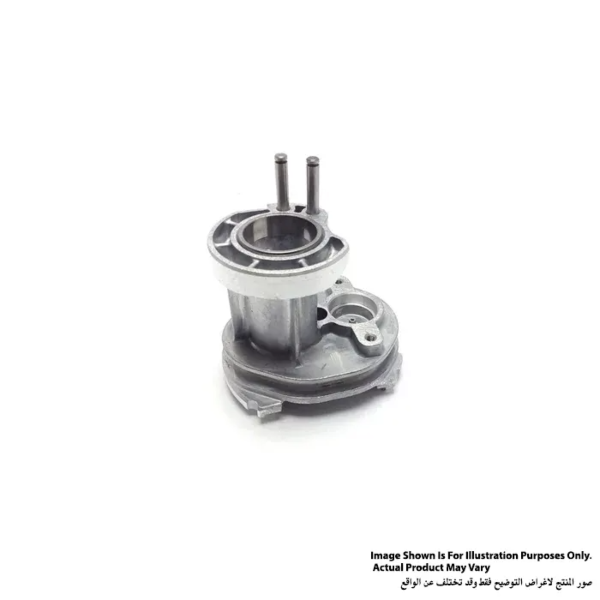 Image Shown Is For Illustration Purposes Only.
Actual Product May Vary
صور المنتج لاغراض التوضيح فقط وقد تختلف عن الواقع